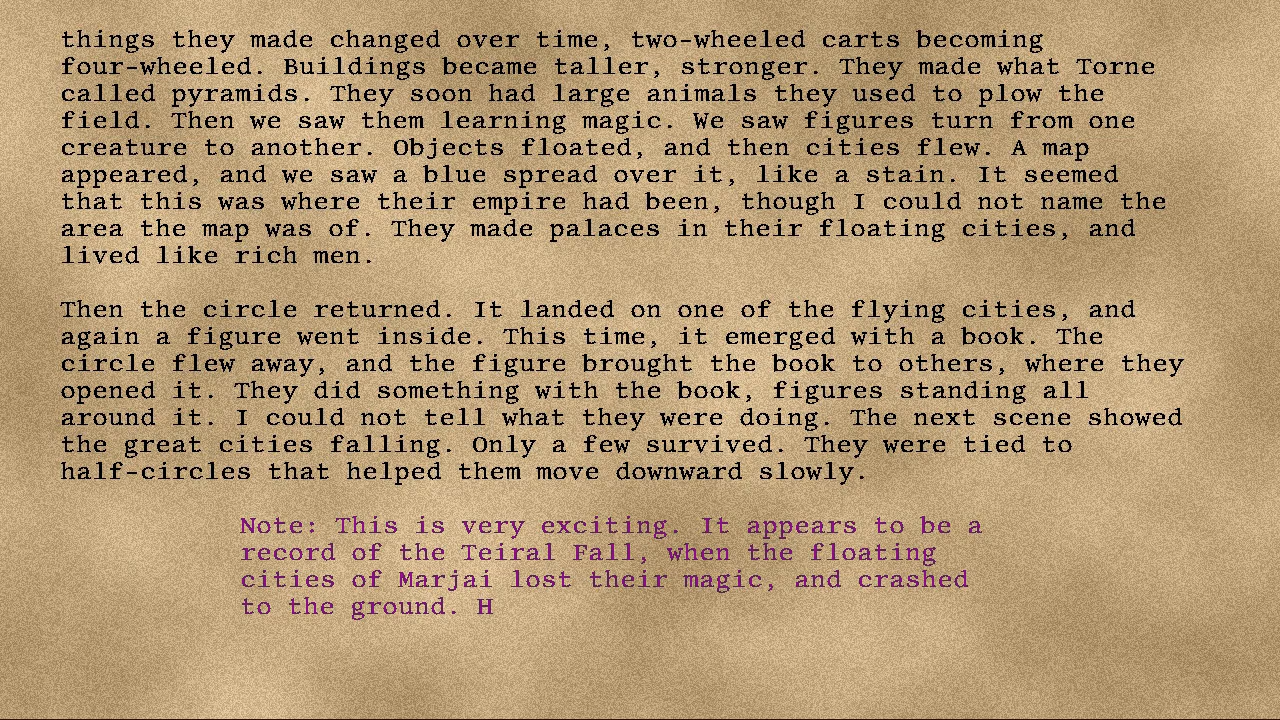 things they made changed over time, two-wheeled carts becoming
four-wheeled. Buildings became taller, stronger. They made what Torne
called pyramids. They soon had large animals they used to plow the
field. Then we saw them learning magic. We saw figures turn from one
creature to another. Objects floated, and then cities flew. A map
appeared, and we saw a blue spread over it, like a stain. It seemed
that this was where their empire had been, though I could not name the
area the map was of. They made palaces in their floating cities, and
lived like rich men.
Then the circle returned. It landed on one of the flying cities, and
again a figure went inside. This time, it emerged with a book. The
circle flew away, and the figure brought the book to others, where they
opened it. They did something with the book, figures standing all
around it. I could not tell what they were doing. The next scene showed
the great cities falling. Only a few survived. They were tied to
half-circles that helped them move downward slowly.
Note: This is very exciting. It appears to be a
record of the Teiral Fall, when the floating
cities of Marjai lost their magic, and crashed
to the ground. H